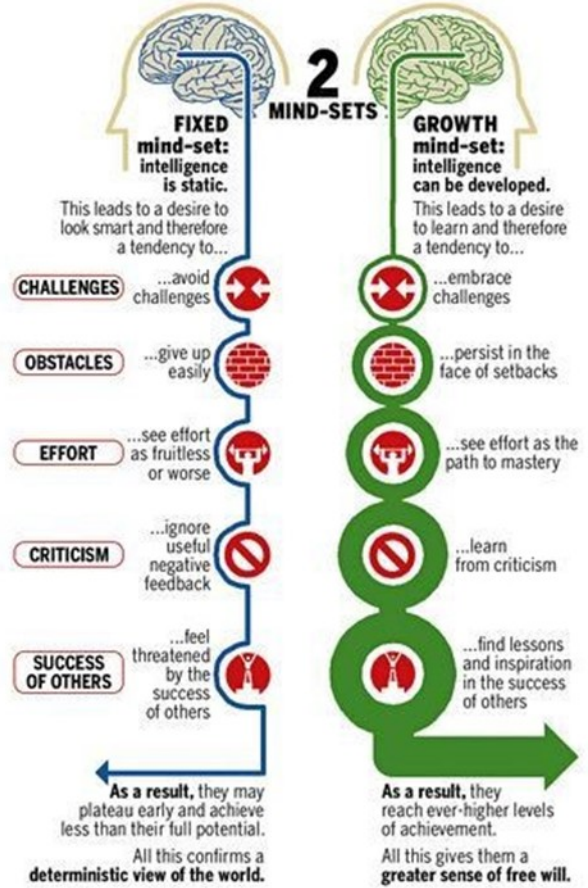 2
MIND-SETS
FIXED
mind-set:
intelligence
is static.
This leads to a desire to
look smart and therefore
a tendency to...
GROWTH
mind-set:
intelligence
can be developed.
This leads to a desire
to learn and therefore
a tendency to...
CHALLENGES
...avoid
challenges
...embrace
challenges
OBSTACLES
...give up
easily
...persist in the
face of setbacks
EFFORT
...see effort
as fruitless
or worse
...see effort as the
path to mastery
CRITICISM
...ignore
useful
negative
feedback
...learn
from criticism
SUCCESS
OF OTHERS
...feel
threatened
by the
success
of others
...find lessons
and inspiration
in the success
of others
As a result, they may
plateau early and achieve
less than their full potential.
All this confirms a
deterministic view of the world.
As a result, they
reach ever-higher levels
of achievement.
All this gives them a
greater sense of free will.